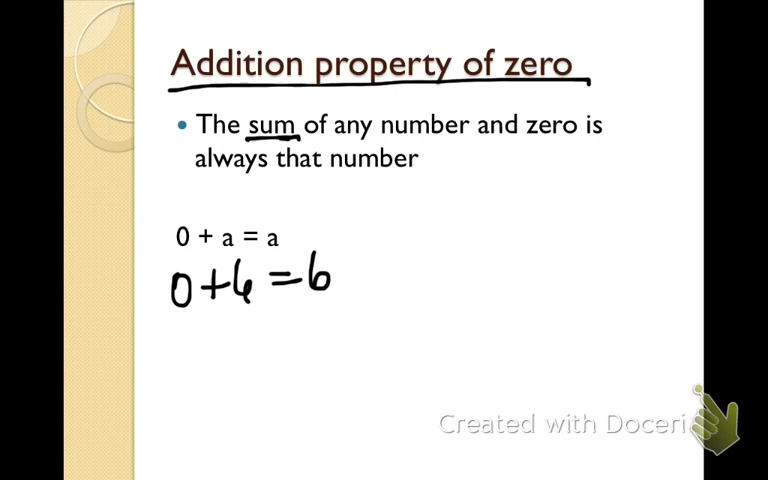 Addition property of zero
• The sum of any number and zero is
always that number
0 + a = a
0+6=6
Created with Doceri